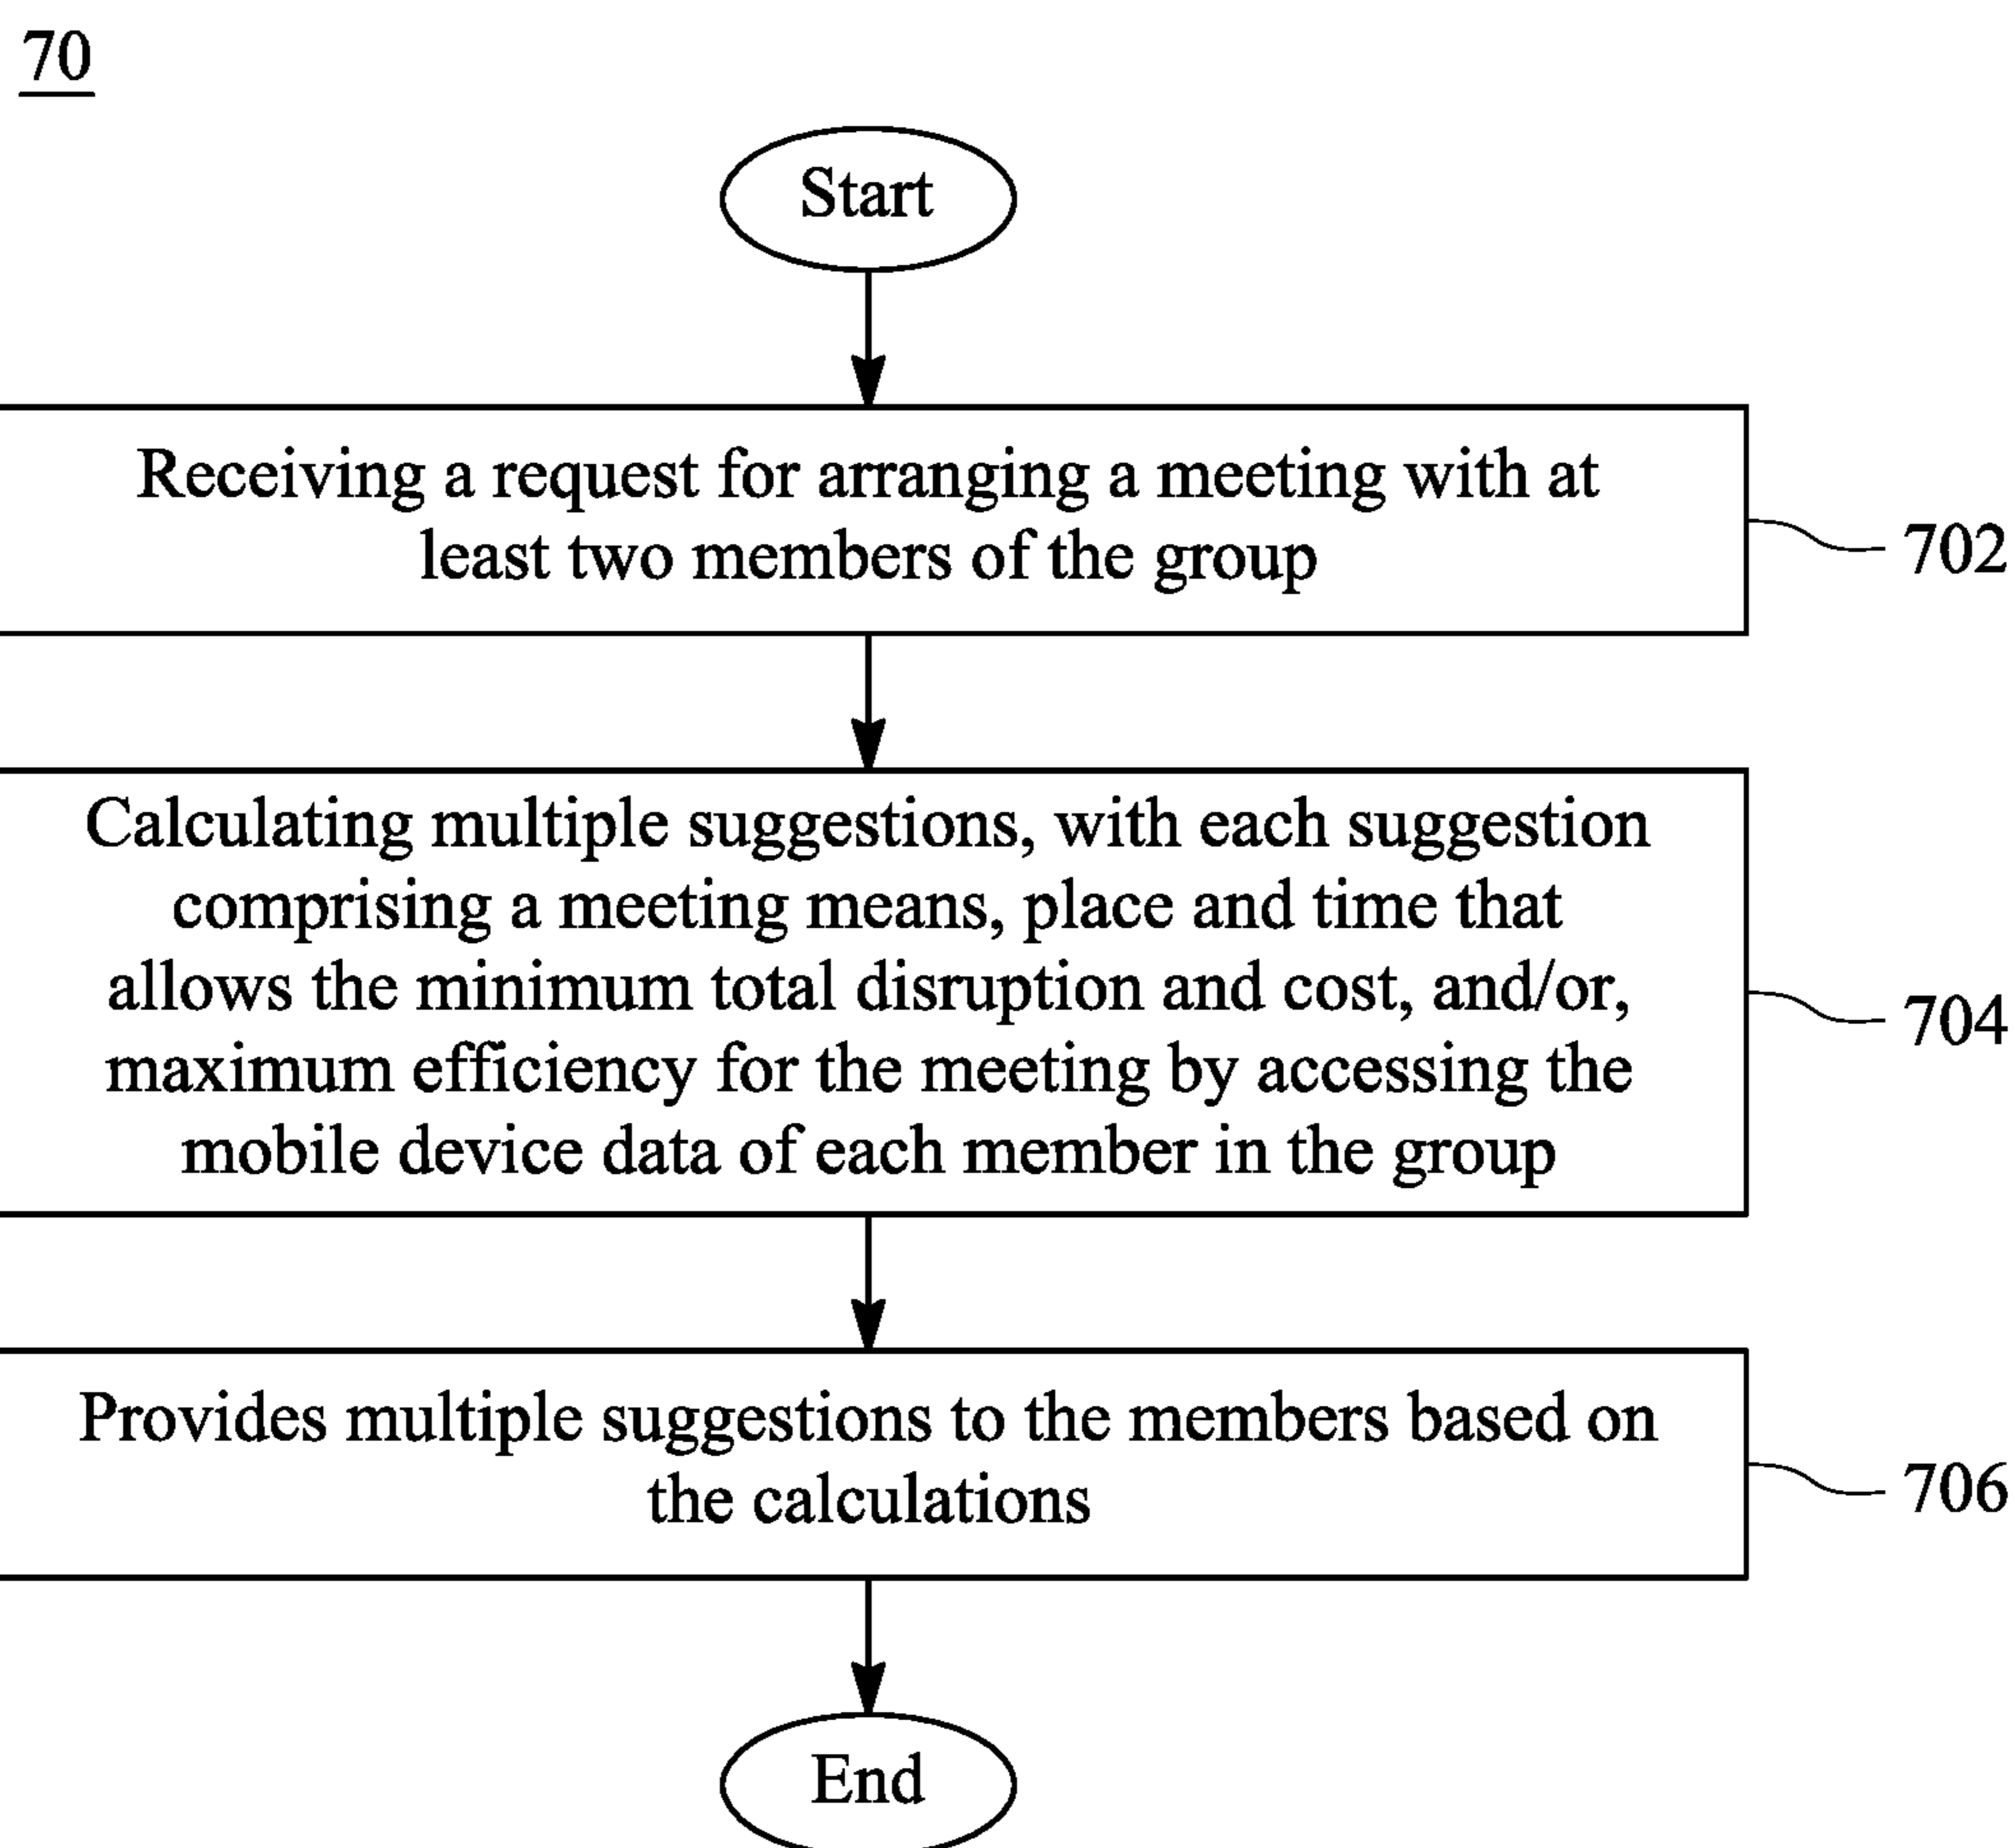 70
Start
Receiving a request for arranging a meeting with at
least two members of the group
702
Calculating multiple suggestions, with each suggestion
comprising a meeting means, place and time that
allows the minimum total disruption and cost, and/or,
maximum efficiency for the meeting by accessing the
mobile device data of each member in the group
704
Provides multiple suggestions to the members based on
the calculations
706
End